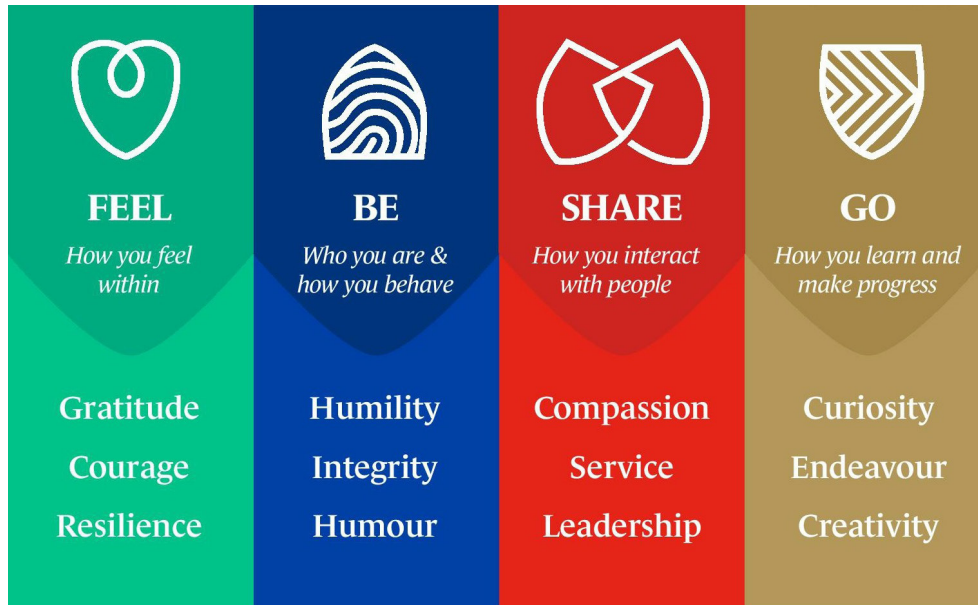 FEEL
How you feel
within
Gratitude
Courage
Resilience
BE
Who you are &
how you behave
Humility
Integrity
Humour
SHARE
How you interact
with people
Compassion
Service
Leadership
GO
How you learn and
make progress
Curiosity
Endeavour
Creativity